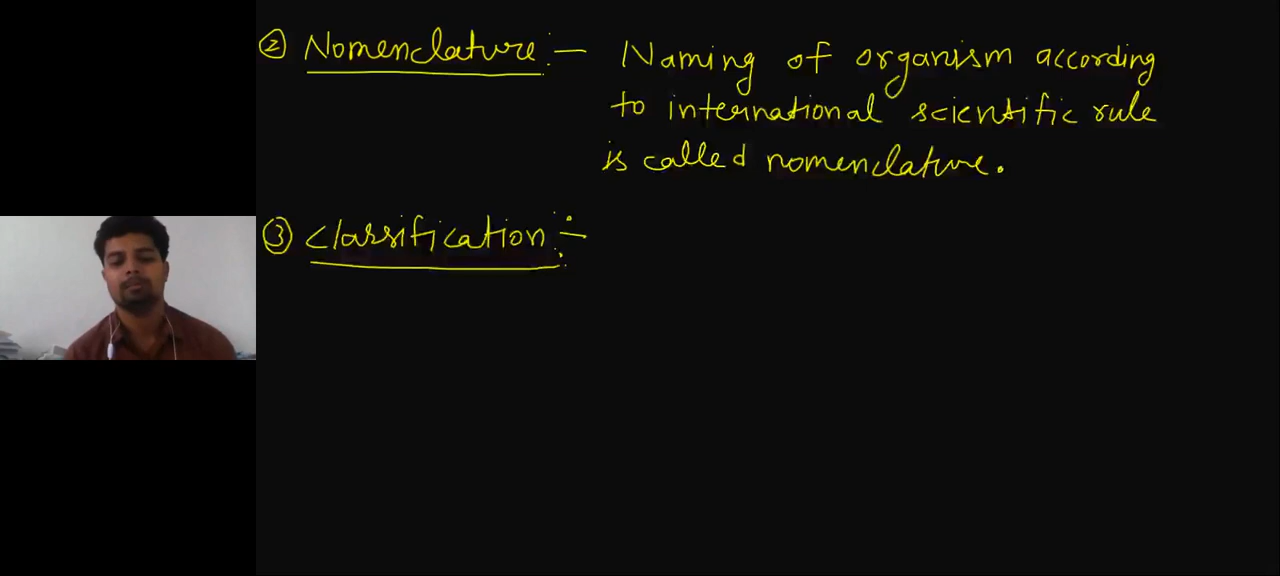 ② Nomenclature:— Naming of organism according
to international scientific rule
is called nomenclature.
③ Classification:—